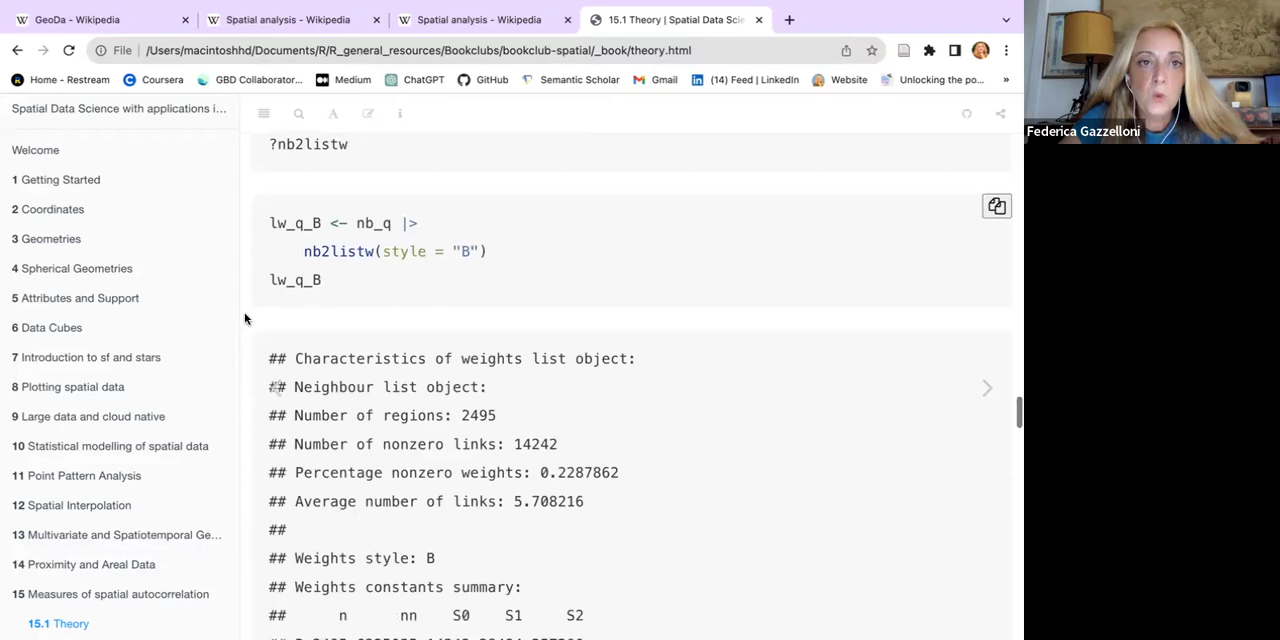 GeoDa - Wikipedia
Spatial analysis - Wikipedia
Spatial analysis - Wikipedia
15.1 Theory | Spatial Data Scie
File
/Users/macintoshhd/Documents/R/R_general_resources/Bookclubs/bookclub-spatial/_book/theory.html
Home - Restream
Coursera
GBD Collaborator...
Medium
ChatGPT
GitHub
Semantic Scholar
Gmail
(14) Feed | LinkedIn
Website
Unlocking the po...
»
Federica Gazzelloni
Spatial Data Science with applications i...
Welcome
1 Getting Started
2 Coordinates
3 Geometries
4 Spherical Geometries
5 Attributes and Support
6 Data Cubes
7 Introduction to sf and stars
8 Plotting spatial data
9 Large data and cloud native
10 Statistical modelling of spatial data
11 Point Pattern Analysis
12 Spatial Interpolation
13 Multivariate and Spatiotemporal Ge...
14 Proximity and Areal Data
15 Measures of spatial autocorrelation
15.1 Theory
?nb2listw
lw_q_B <- nb_q |>
nb2listw(style = "B")
lw_q_B
## Characteristics of weights list object:
## Neighbour list object:
## Number of regions: 2495
## Number of nonzero links: 14242
## Percentage nonzero weights: 0.2287862
## Average number of links: 5.708216
##
## Weights style: B
## Weights constants summary:
## n nn S0 S1 S2